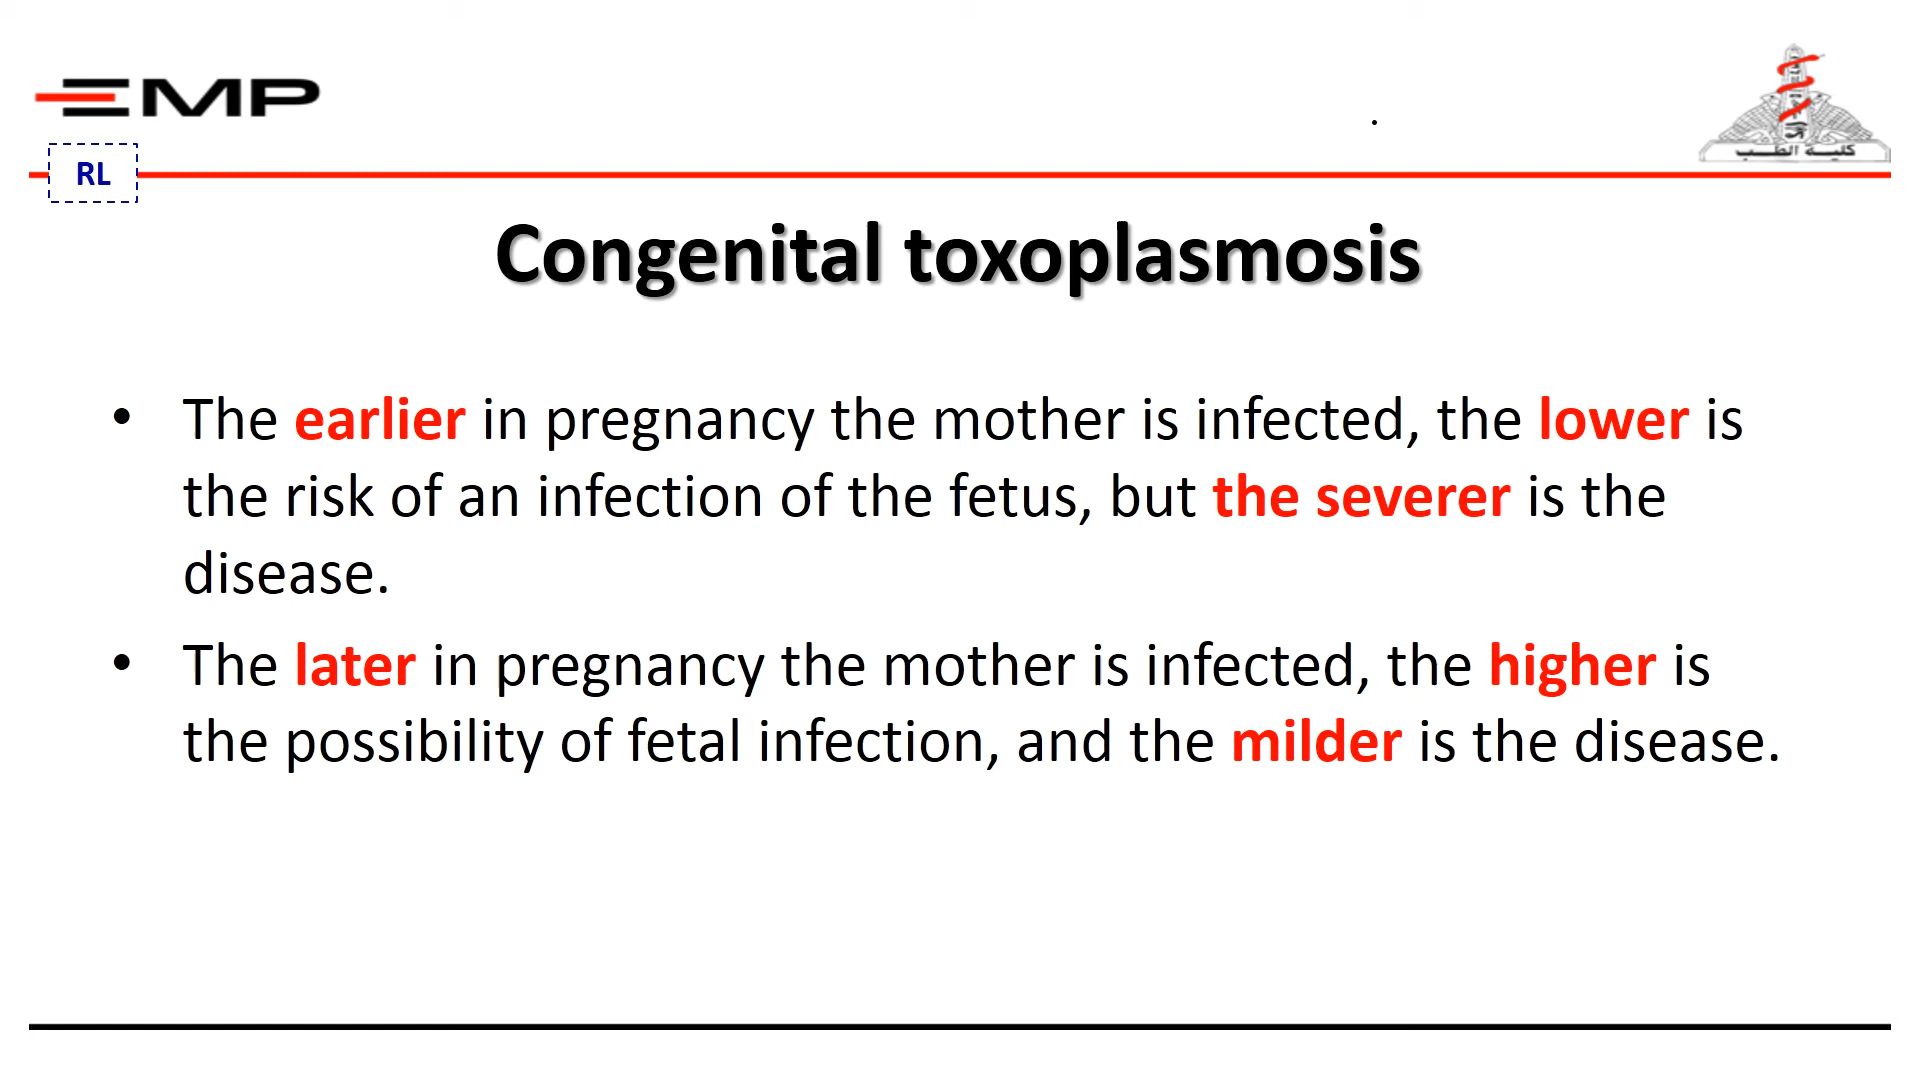 EMP
كلية الطب
RL
Congenital toxoplasmosis
• The earlier in pregnancy the mother is infected, the lower is
the risk of an infection of the fetus, but the severer is the
disease.
• The later in pregnancy the mother is infected, the higher is
the possibility of fetal infection, and the milder is the disease.